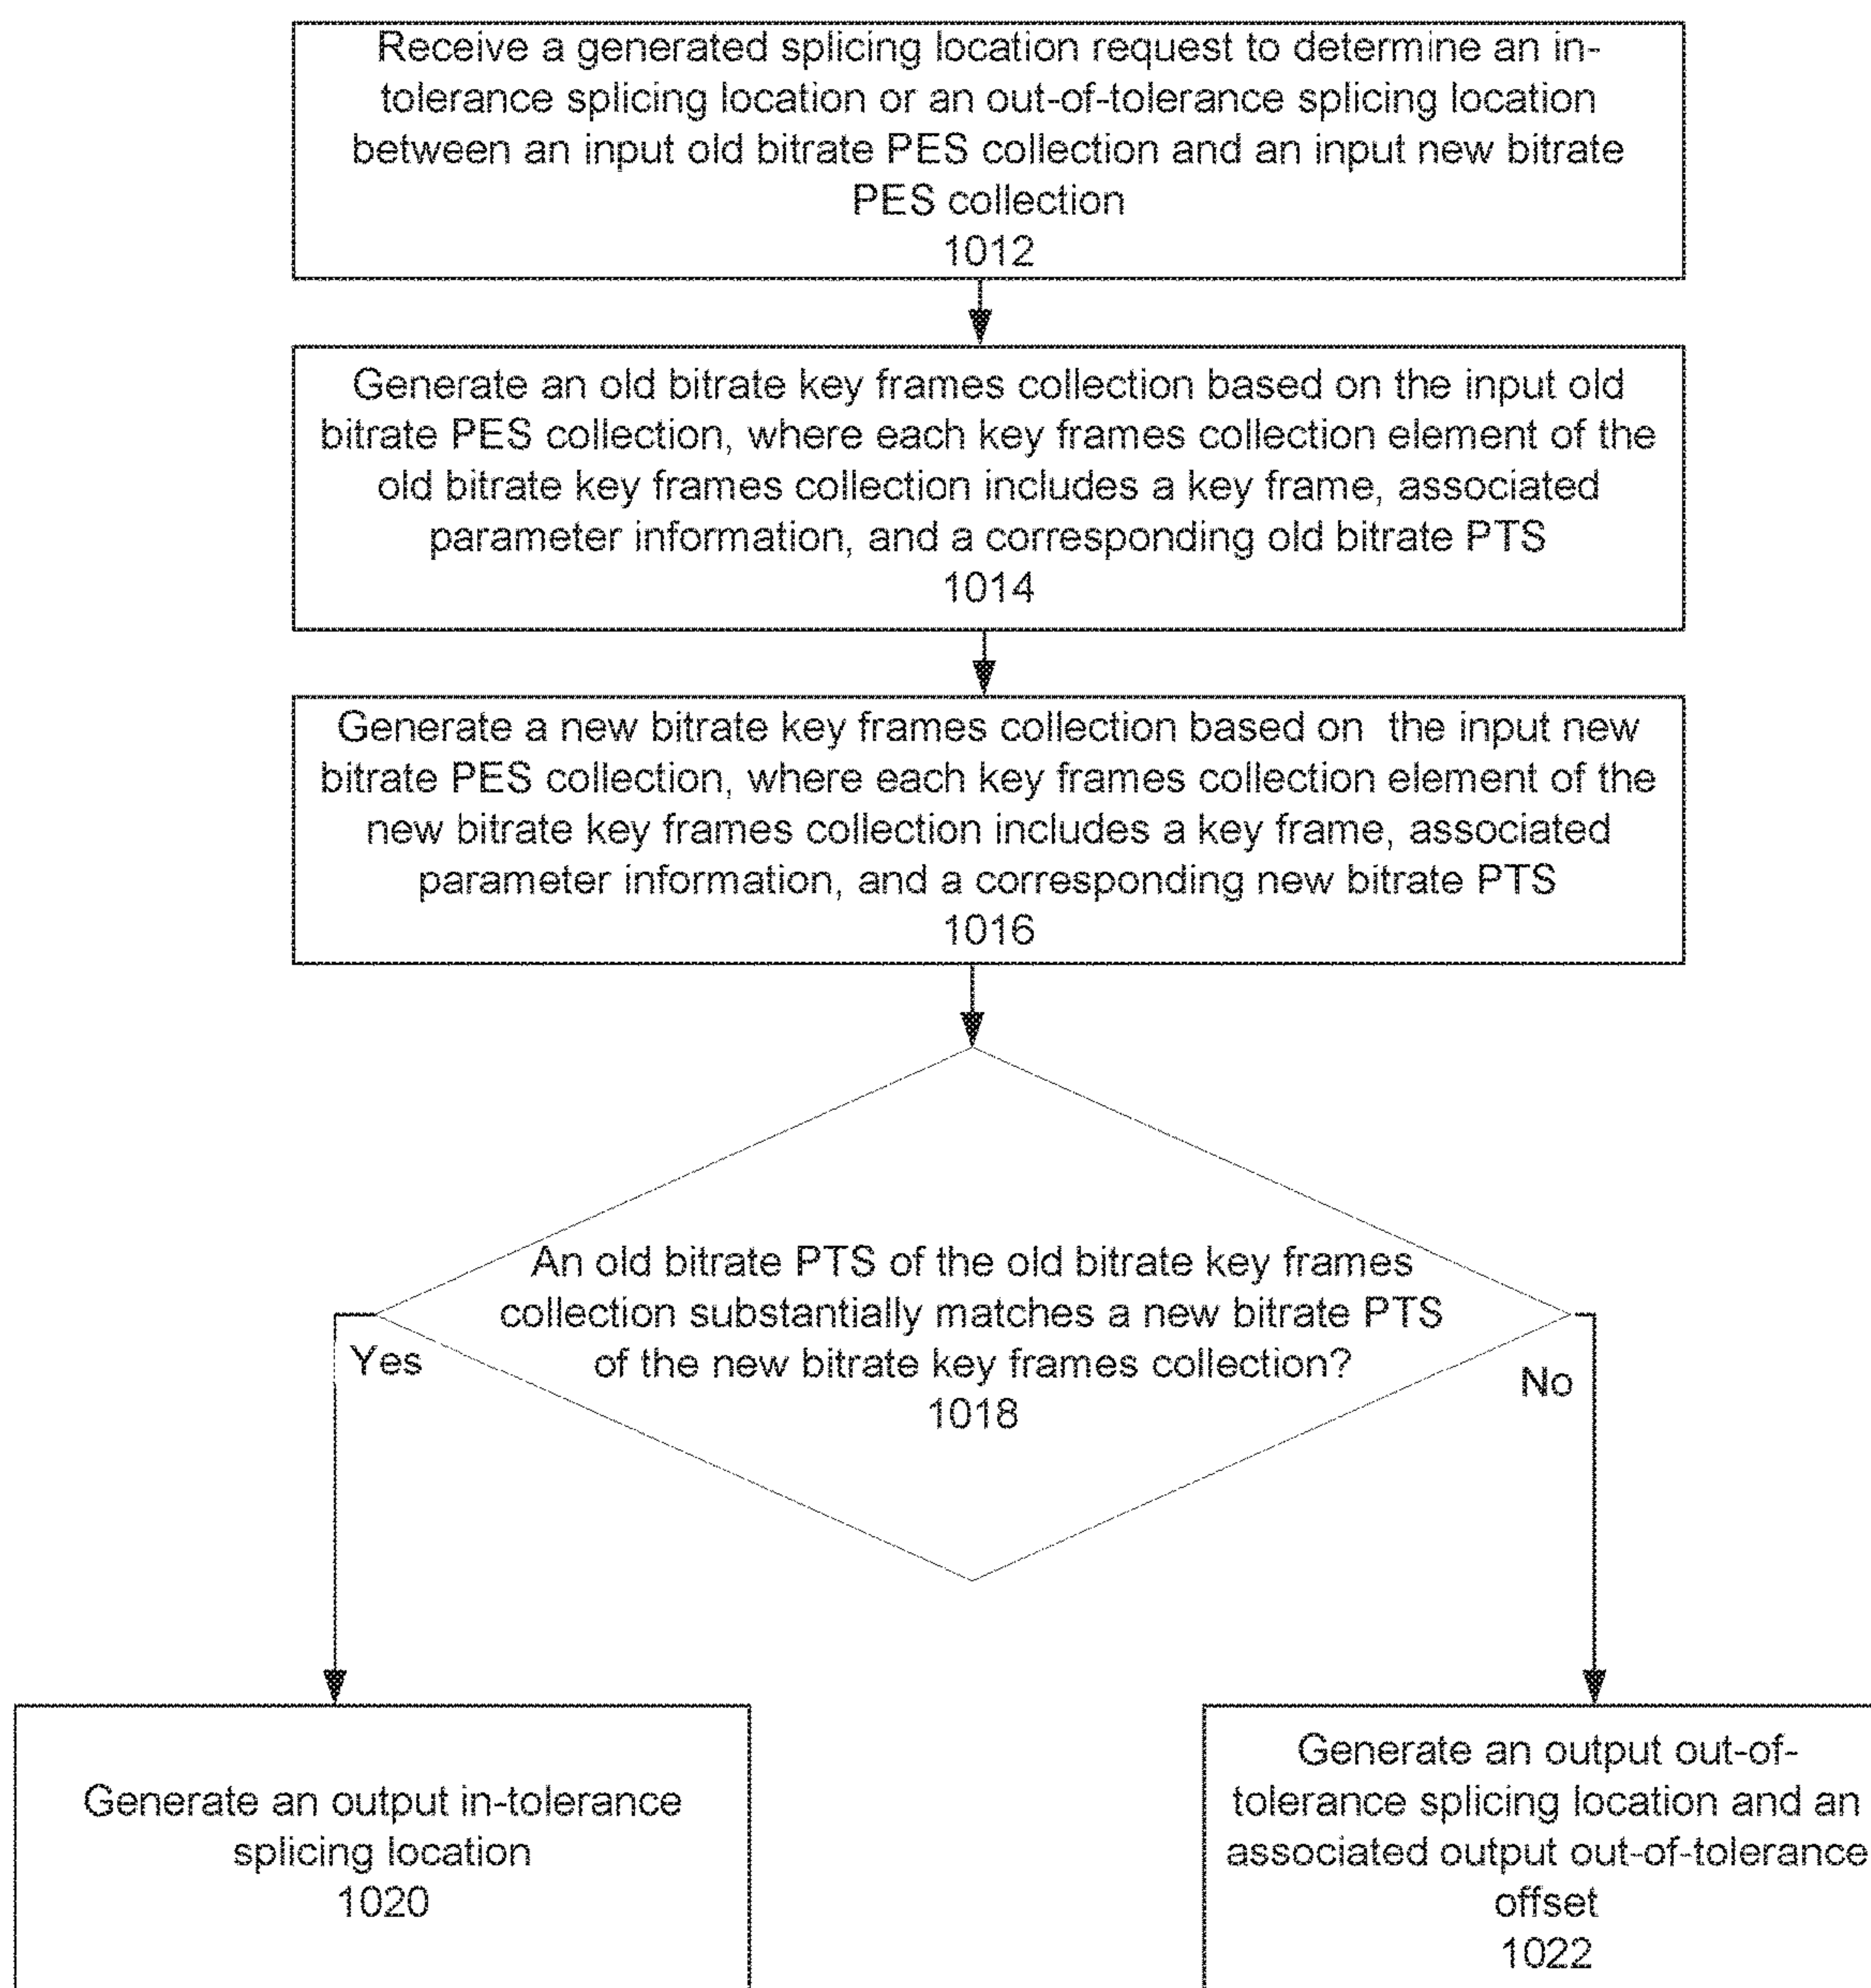 Receive a generated splicing location request to determine an in-
tolerance splicing location or an out-of-tolerance splicing location
between an input old bitrate PES collection and an input new bitrate
PES collection
1012
Generate an old bitrate key frames collection based on the input old
bitrate PES collection, where each key frames collection element of the
old bitrate key frames collection includes a key frame, associated
parameter information, and a corresponding old bitrate PTS
1014
Generate a new bitrate key frames collection based on the input new
bitrate PES collection, where each key frames collection element of the
new bitrate key frames collection includes a key frame, associated
parameter information, and a corresponding new bitrate PTS
1016
An old bitrate PTS of the old bitrate key frames
collection substantially matches a new bitrate PTS
of the new bitrate key frames collection?
1018
Yes
No
Generate an output in-tolerance
splicing location
1020
Generate an output out-of-
tolerance splicing location and an
associated output out-of-tolerance
offset
1022